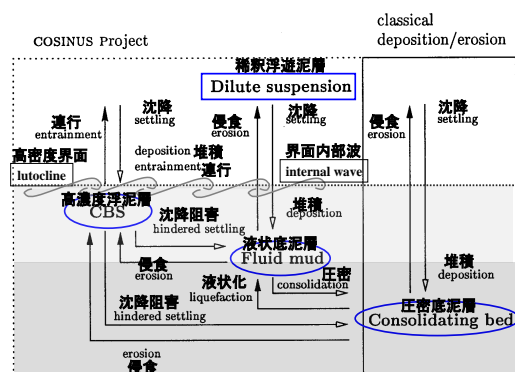 classical
COSINUS Project
deposition/erosion
稀釈浮遊泥層
Dilute suspension
沈降
settling
連行
entrainment
侵食
erosion
沈降
settling
侵食
erosion
沈降
settling
高密度界面
lutocline
deposition 堆積
entrainment 連行
界面内部波
internal wave
高濃度浮泥層
CBS
沈降阻害
hindered settling
堆積
deposition
液状底泥層
Fluid mud
侵食
erosion
液状化
liquefaction
圧密
consolidation
堆積
deposition
沈降阻害
hindered settling
圧密底泥層
Consolidating bed
erosion
侵食